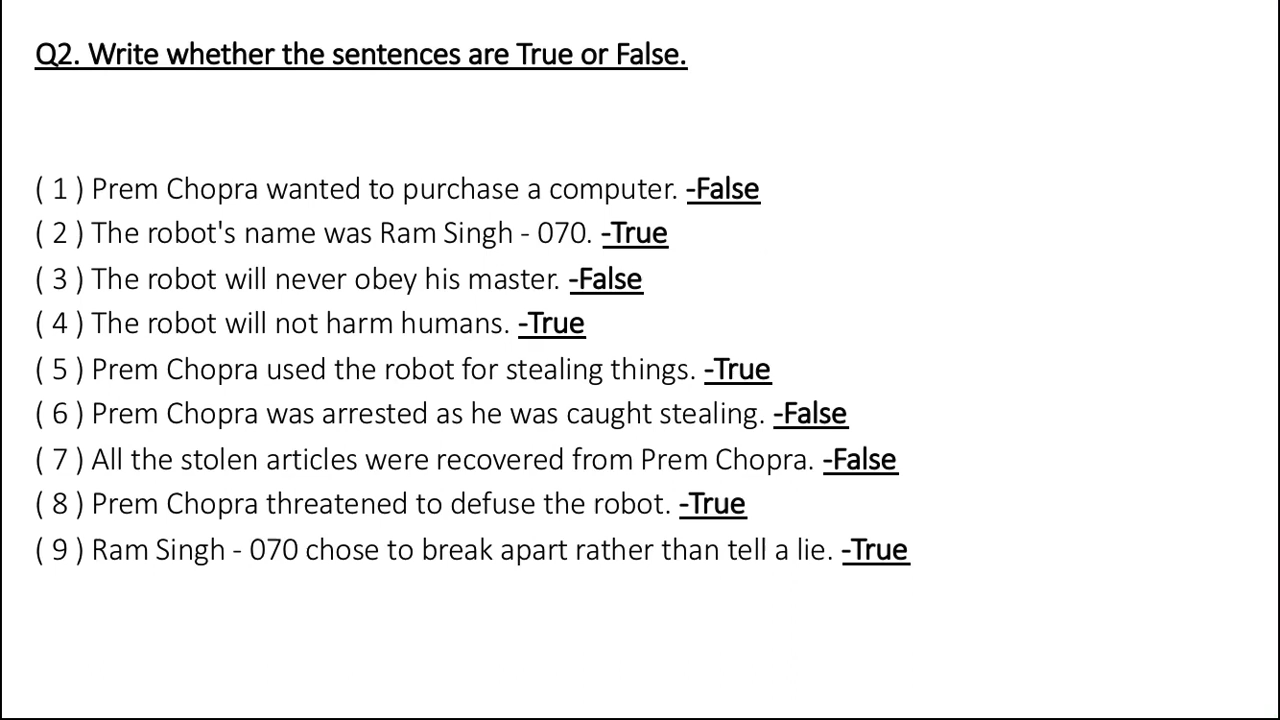 Q2. Write whether the sentences are True or False.
( 1 ) Prem Chopra wanted to purchase a computer. -False
( 2 ) The robot's name was Ram Singh - 070. -True
( 3 ) The robot will never obey his master. -False
( 4 ) The robot will not harm humans. -True
( 5 ) Prem Chopra used the robot for stealing things. -True
( 6 ) Prem Chopra was arrested as he was caught stealing. -False
( 7 ) All the stolen articles were recovered from Prem Chopra. -False
( 8 ) Prem Chopra threatened to defuse the robot. -True
( 9 ) Ram Singh - 070 chose to break apart rather than tell a lie. -True